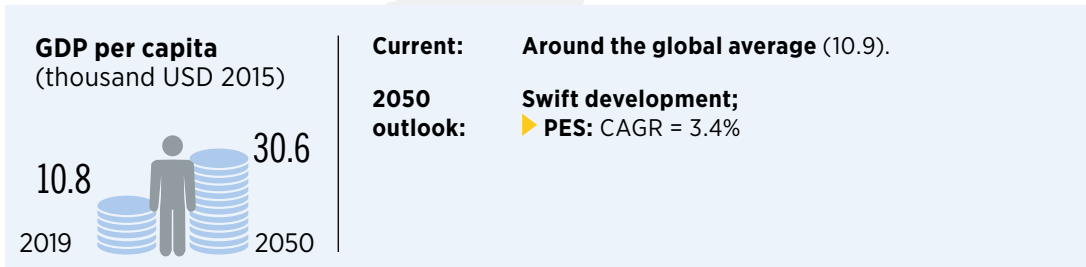 GDP per capita
(thousand USD 2015)
10.8
30.6
2019
2050
Current: Around the global average (10.9).
2050 Swift development;
outlook: PES: CAGR = 3.4%